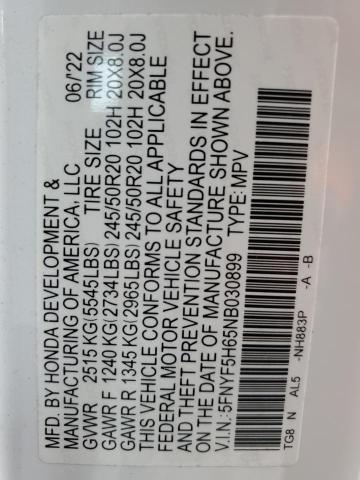 MFD. BY HONDA DEVELOPMENT & 06/'22
MANUFACTURING OF AMERICA, LLC
GVWR 2515 KG(5545LBS) TIRE SIZE RIM SIZE
GAWR F 1240 KG(2734LBS) 245/50R20 102H 20X8.0J
GAWR R 1345 KG(2965LBS) 245/50R20 102H 20X8.0J
THIS VEHICLE CONFORMS TO ALL APPLICABLE
FEDERAL MOTOR VEHICLE SAFETY
AND THEFT PREVENTION STANDARDS IN EFFECT
ON THE DATE OF MANUFACTURE SHOWN ABOVE.
V.I.N.:5FNYF5H65NB030899 TYPE:MPV
TG8 N AL5 -NH883P -A -B